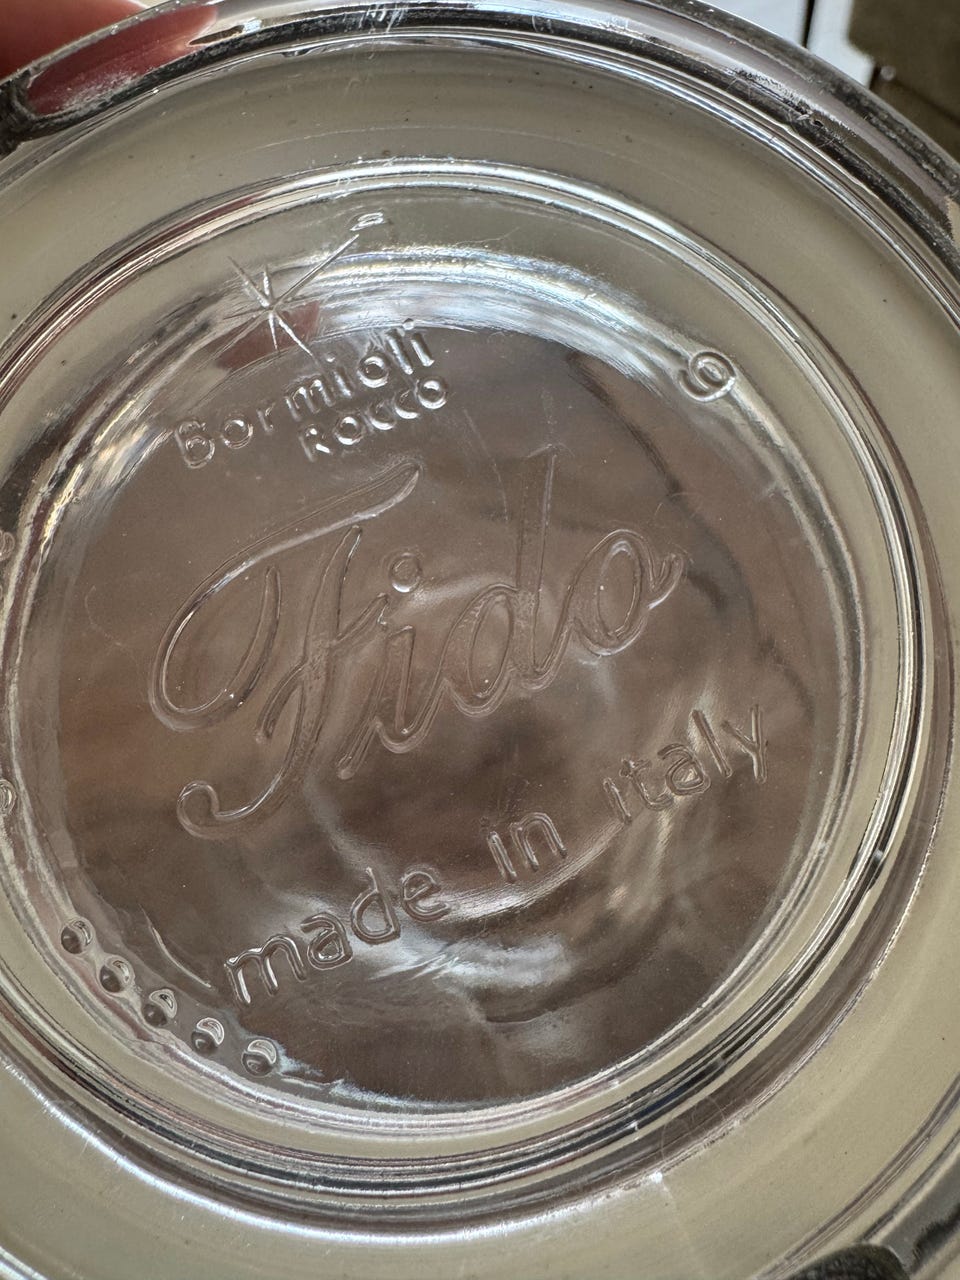 Bormioli
Rocco
9
Fido
made in italy